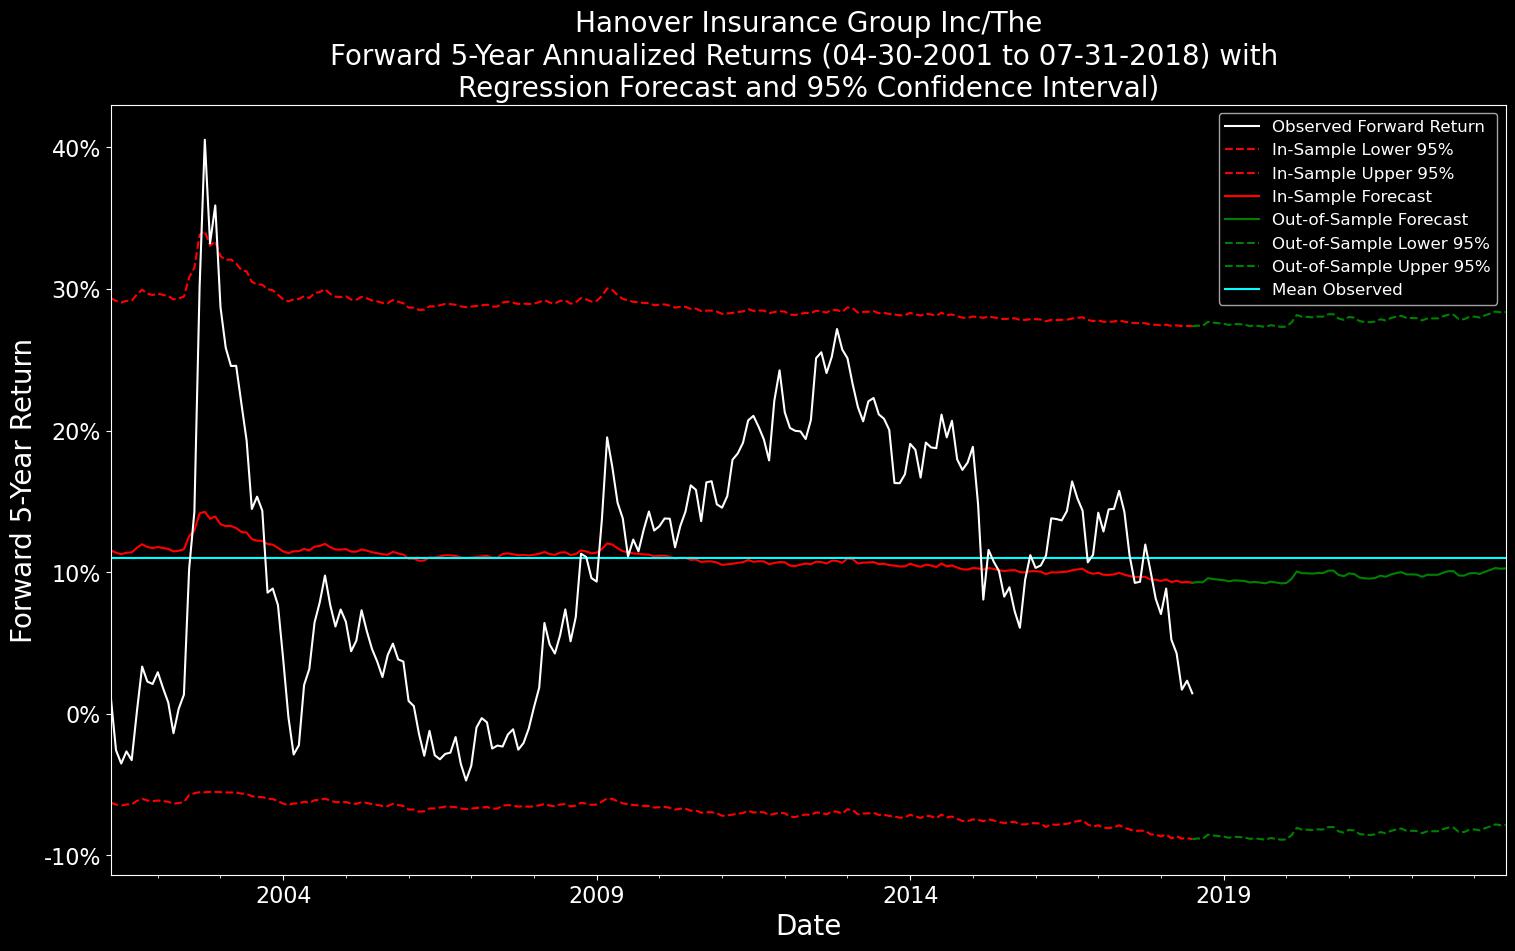 Hanover Insurance Group Inc/The
Forward 5-Year Annualized Returns (04-30-2001 to 07-31-2018) with
Regression Forecast and 95% Confidence Interval)
Observed Forward Return
In-Sample Lower 95%
In-Sample Upper 95%
In-Sample Forecast
Out-of-Sample Forecast
Out-of-Sample Lower 95%
Out-of-Sample Upper 95%
Mean Observed
Forward 5-Year Return
40%
30%
20%
10%
0%
-10%
2004
2009
2014
2019
Date